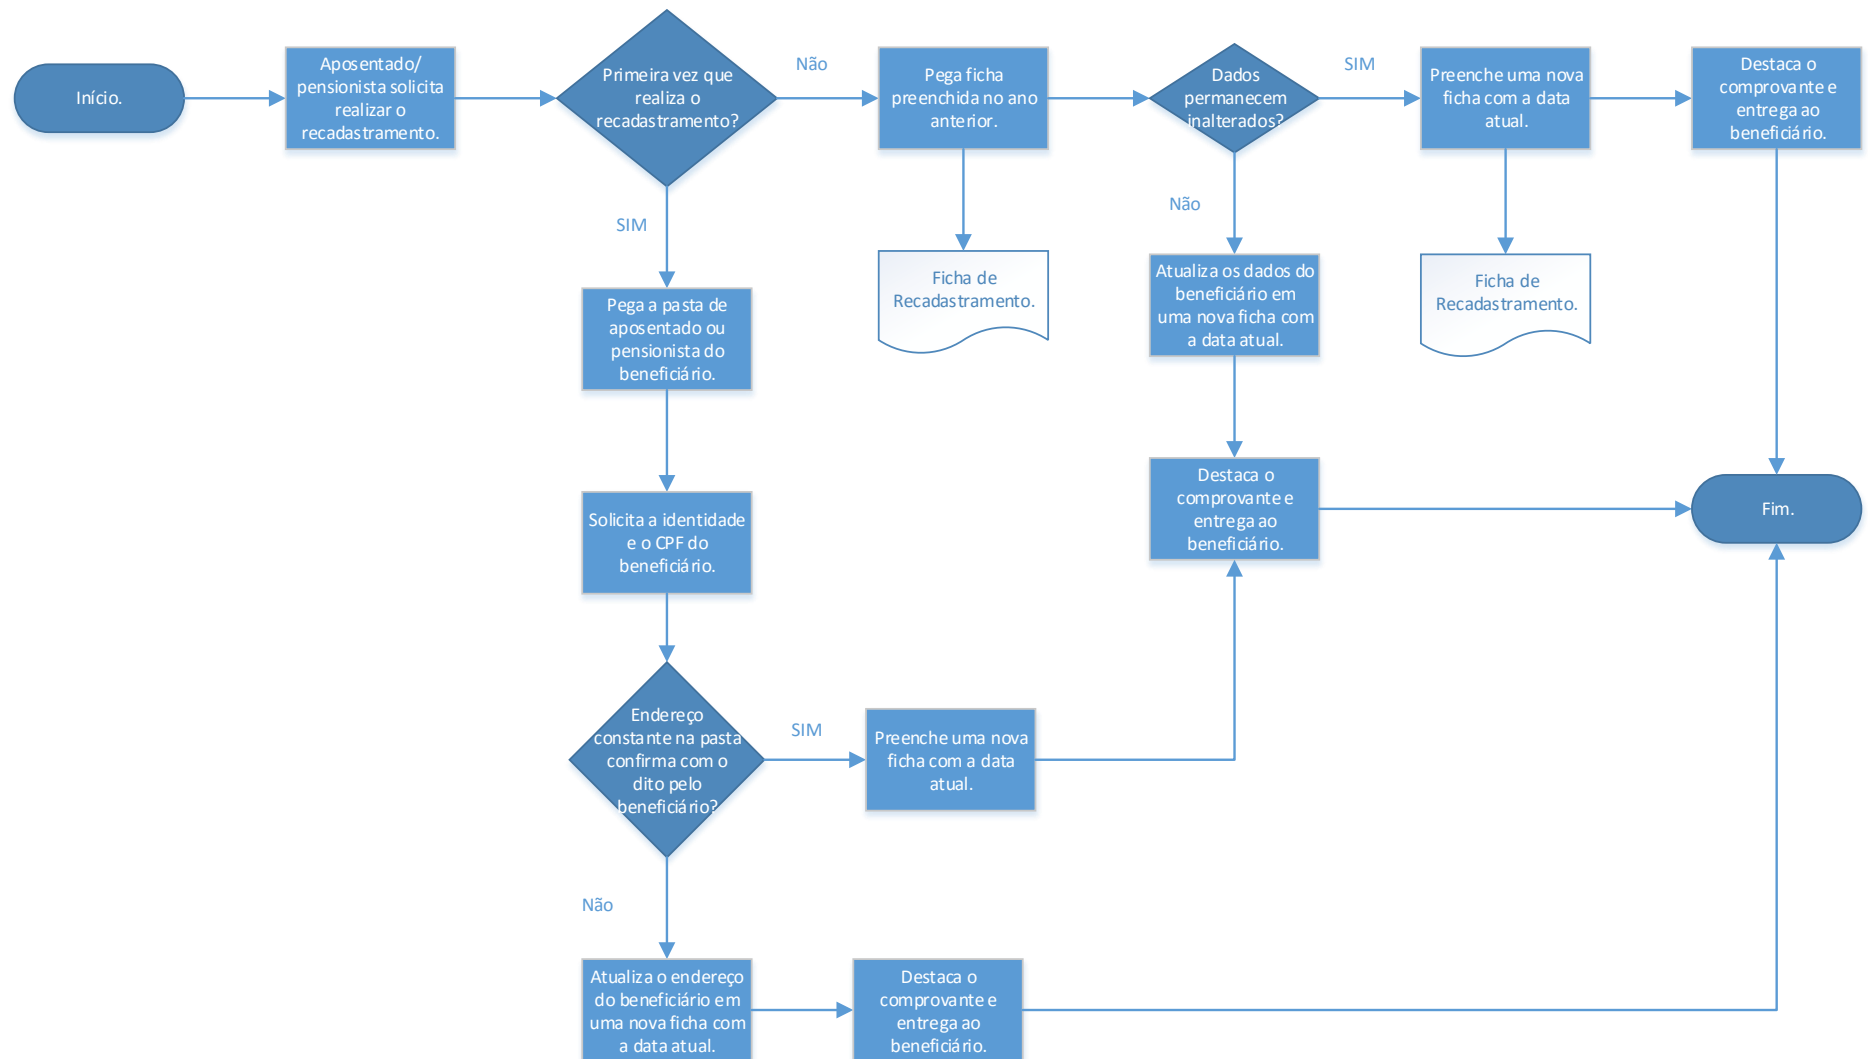 Início.
Aposentado/
pensionista solicita
realizar o
recadastramento.
Primeira vez que
realiza o
recadastramento?
Não
Pega ficha
preenchida no ano
anterior.
Dados
permanecem
inalterados?
SIM
Preenche uma nova
ficha com a data
atual.
Destaca o
comprovante e
entrega ao
beneficiário.
SIM
Não
Ficha de
Recadastramento.
Atualiza os dados do
beneficiário em
uma nova ficha com
a data atual.
Ficha de
Recadastramento.
Pega a pasta de
aposentado ou
pensionista do
beneficiário.
Destaca o
comprovante e
entrega ao
beneficiário.
Fim.
Solicita a identidade
e o CPF do
beneficiário.
Endereço
constante na pasta
confirma com o
dito pelo
beneficiário?
SIM
Preenche uma nova
ficha com a data
atual.
Não
Atualiza o endereço
do beneficiário em
uma nova ficha com
a data atual.
Destaca o
comprovante e
entrega ao
beneficiário.